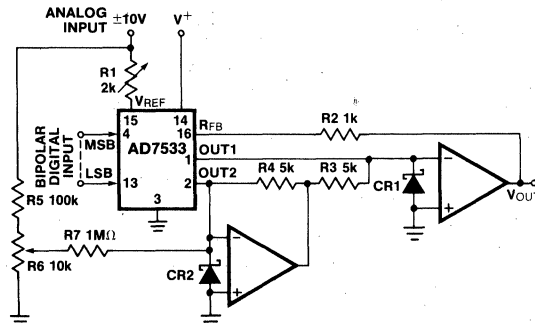 ANALOG ±10V
INPUT
V+
R1
2k
VREF
15
14
4
16
RFB
R2 1k
BIPOLAR
DIGITAL
INPUT
MSB
AD7533
OUT1
1
OUT2
LSB
13
2
3
R4 5k
R3 5k
CR1
−
+
VOUT
R5 100k
R7 1MΩ
R6 10k
CR2
−
+